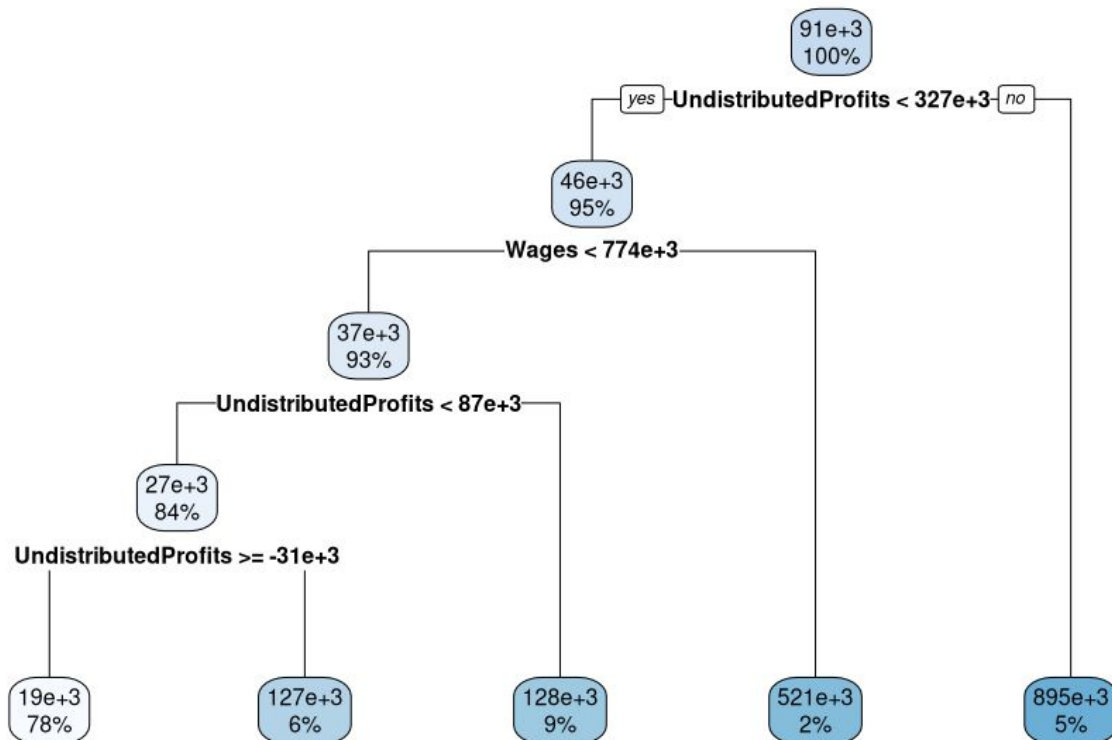 91e+3
100%
yes UndistributedProfits < 327e+3 no
46e+3
95%
Wages < 774e+3
37e+3
93%
UndistributedProfits < 87e+3
27e+3
84%
UndistributedProfits >= -31e+3
19e+3
78%
127e+3
6%
128e+3
9%
521e+3
2%
895e+3
5%